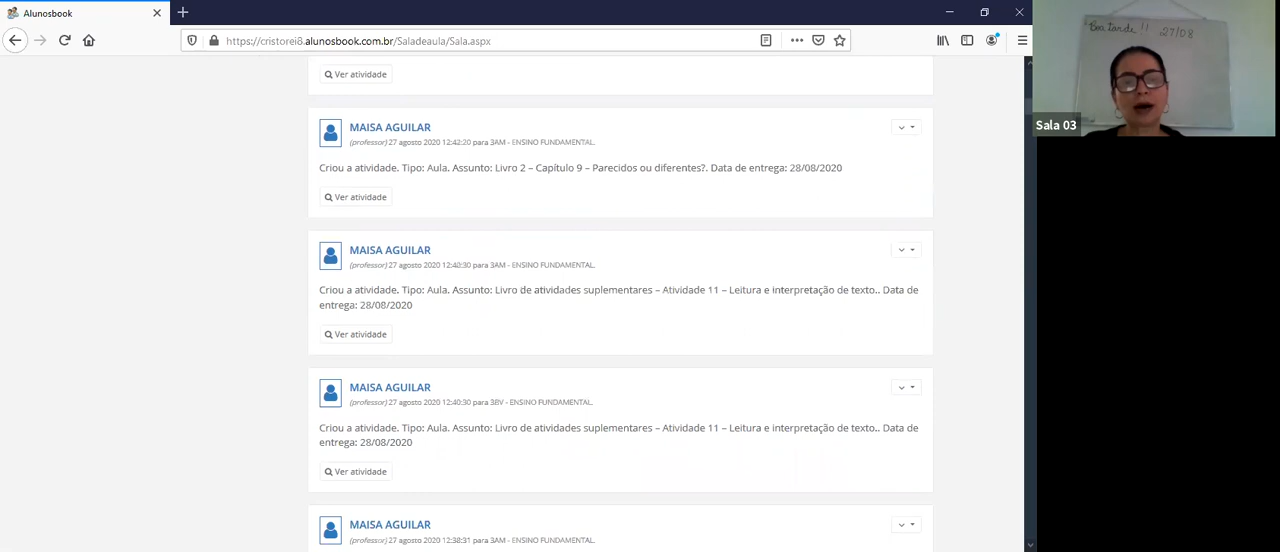 Alunosbook
https://cristorei8.alunosbook.com.br/Saladeaula/Sala.aspx
Boa tarde !! 27/08
Sala 03
Ver atividade
MAISA AGUILAR
(professor) 27 agosto 2020 12:42:20 para 3AM - ENSINO FUNDAMENTAL.
Criou a atividade. Tipo: Aula. Assunto: Livro 2 – Capítulo 9 – Parecidos ou diferentes?. Data de entrega: 28/08/2020
Ver atividade
MAISA AGUILAR
(professor) 27 agosto 2020 12:40:30 para 3AM - ENSINO FUNDAMENTAL.
Criou a atividade. Tipo: Aula. Assunto: Livro de atividades suplementares – Atividade 11 – Leitura e interpretação de texto.. Data de
entrega: 28/08/2020
Ver atividade
MAISA AGUILAR
(professor) 27 agosto 2020 12:40:30 para 3BV - ENSINO FUNDAMENTAL.
Criou a atividade. Tipo: Aula. Assunto: Livro de atividades suplementares – Atividade 11 – Leitura e interpretação de texto.. Data de
entrega: 28/08/2020
Ver atividade
MAISA AGUILAR
(professor) 27 agosto 2020 12:38:31 para 3AM - ENSINO FUNDAMENTAL.